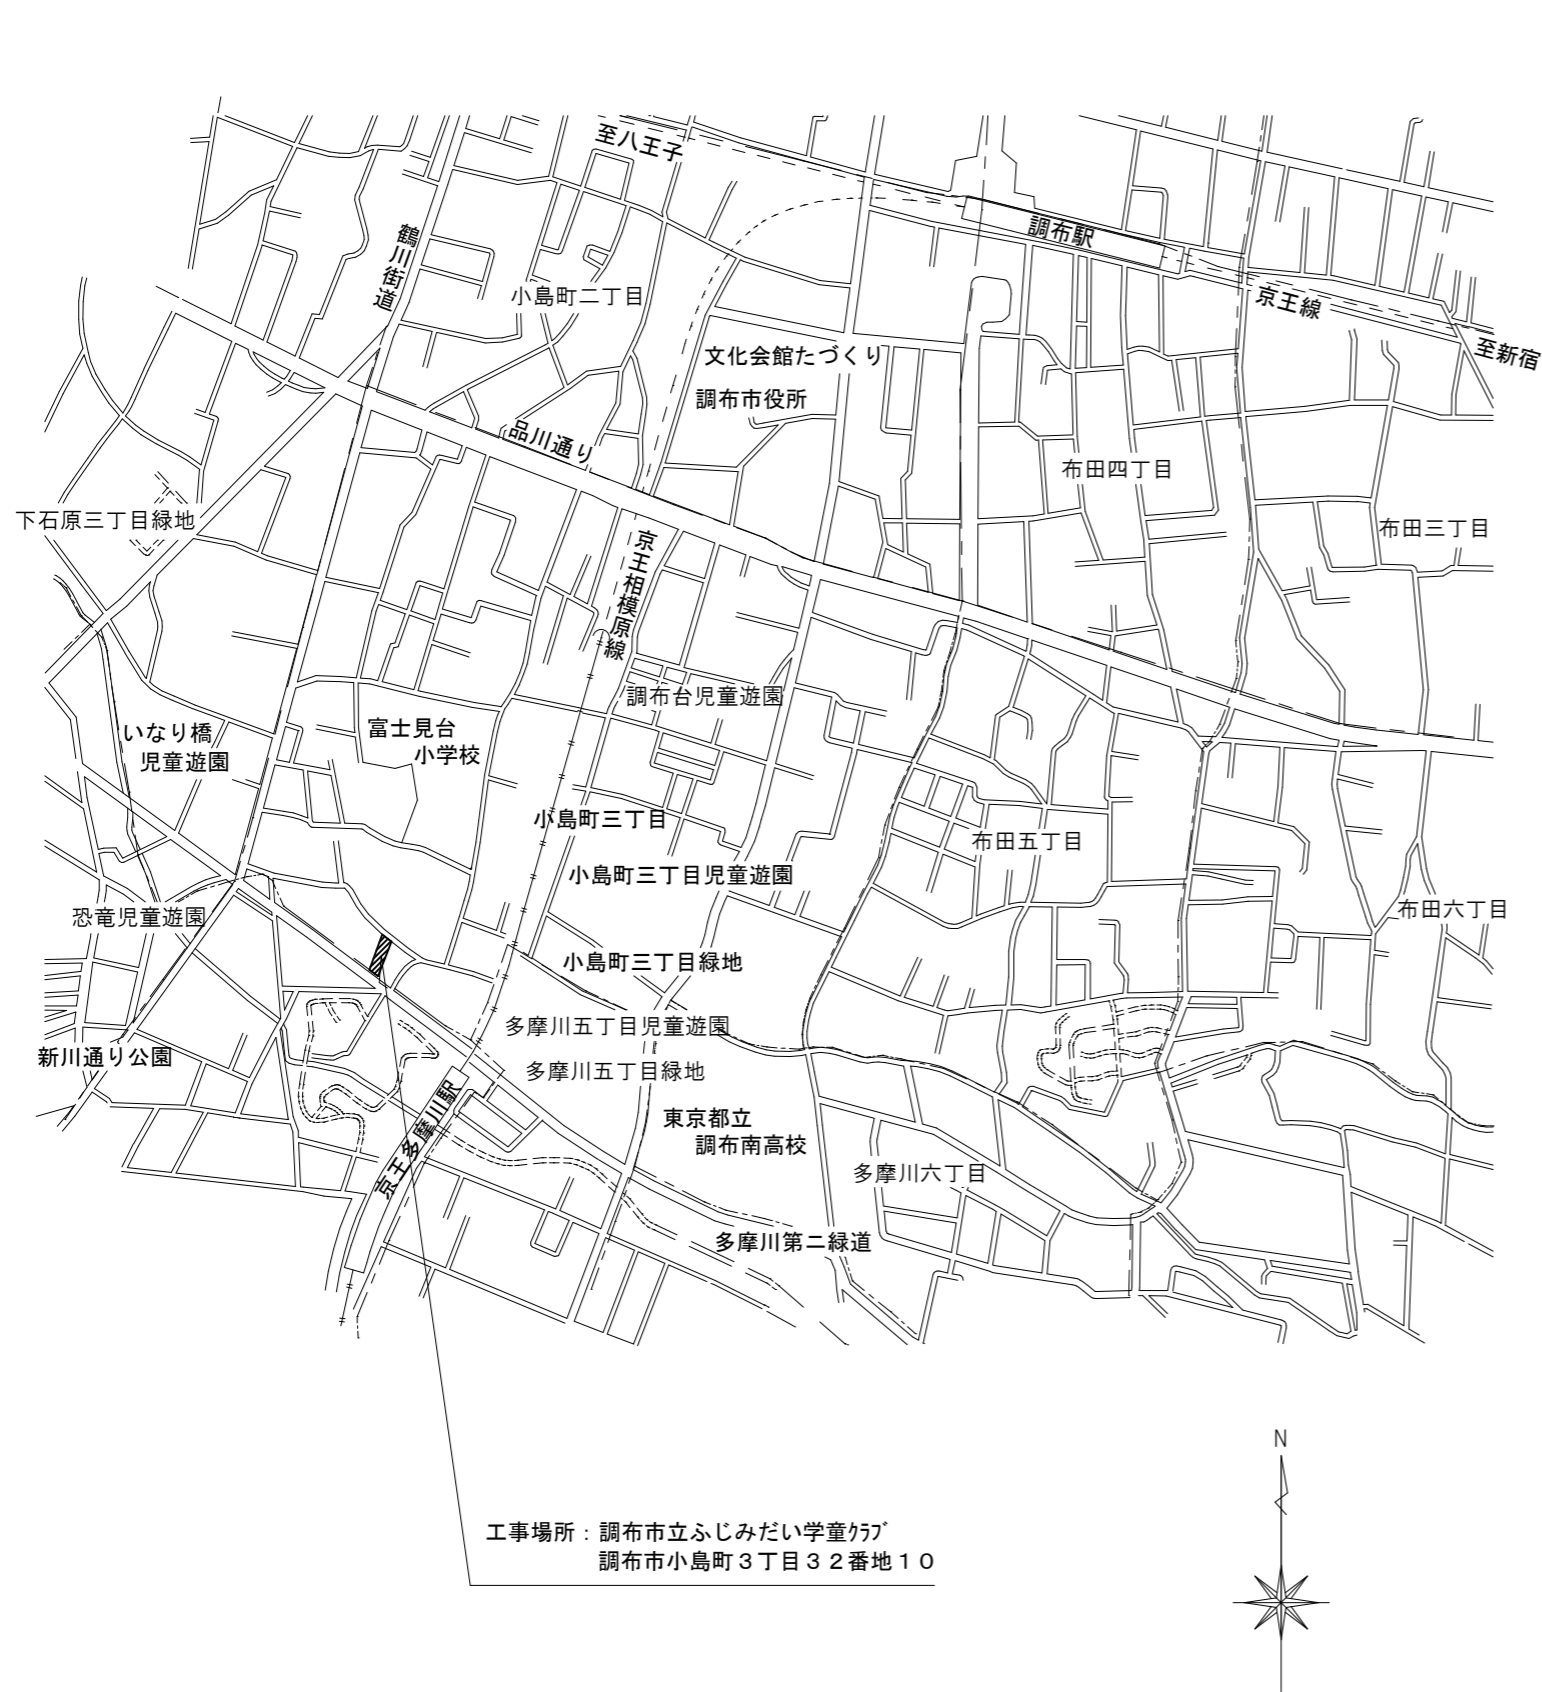 至八王子
鶴川街道
調布駅
小島町二丁目
京王線
至新宿
文化会館たづくり
調布市役所
品川通り
布田四丁目
下石原三丁目緑地
布田三丁目
京王相模原線
調布台児童遊園
いなり橋
児童遊園
富士見台
小学校
小島町三丁目
布田五丁目
小島町三丁目児童遊園
恐竜児童遊園
布田六丁目
小島町三丁目緑地
多摩川五丁目児童遊園
新川通り公園
多摩川五丁目緑地
京王多摩川駅
東京都立
調布南高校
多摩川六丁目
多摩川第二緑道
N
工事場所：調布市立ふじみだい学童ｸﾗﾌﾞ
調布市小島町３丁目３２番地１０